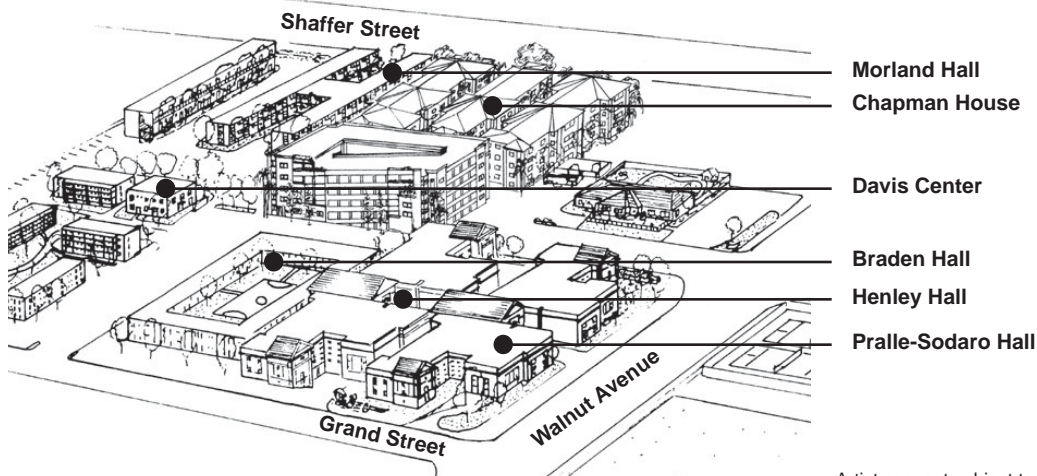 Shaffer Street
Morland Hall
Chapman House
Davis Center
Braden Hall
Henley Hall
Pralle-Sodaro Hall
Walnut Avenue
Grand Street